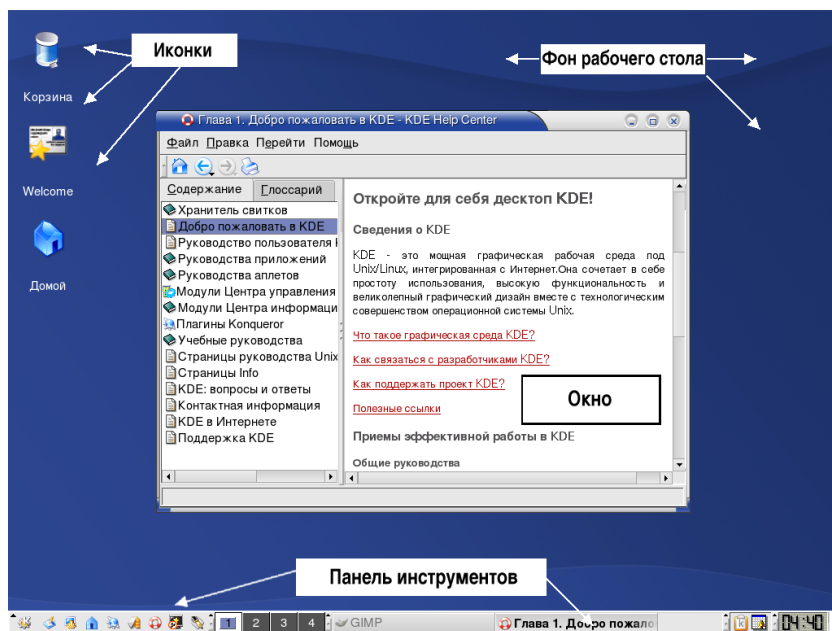 Иконки
Фон рабочего стола
Корзина
Welcome
Домой
Глава 1. Добро пожаловать в KDE - KDE Help Center
Файл Правка Перейти Помощь
Содержание Глоссарий
Хранитель свитков
Добро пожаловать в KDE
Руководство пользователя
Руководства приложений
Руководства аплетов
Модули Центра управления
Модули Центра информаци
Плагины Konqueror
Учебные руководства
Страницы руководства Unix
Страницы Info
KDE: вопросы и ответы
Контактная информация
KDE в Интернете
Поддержка KDE
Откройте для себя десктоп KDE!
Сведения о KDE
KDE - это мощная графическая рабочая среда под
Unix/Linux, интегрированная с Интернет.Она сочетает в себе
простоту использования, высокую функциональность и
великолепный графический дизайн вместе с технологическим
совершенством операционной системы Unix.
Что такое графическая среда KDE?
Как связаться с разработчиками KDE?
Как поддержать проект KDE?
Полезные ссылки
Окно
Приемы эффективной работы в KDE
Общие руководства
Панель инструментов
1 2 3 4
GIMP
Глава 1. Добро пожало
04:40